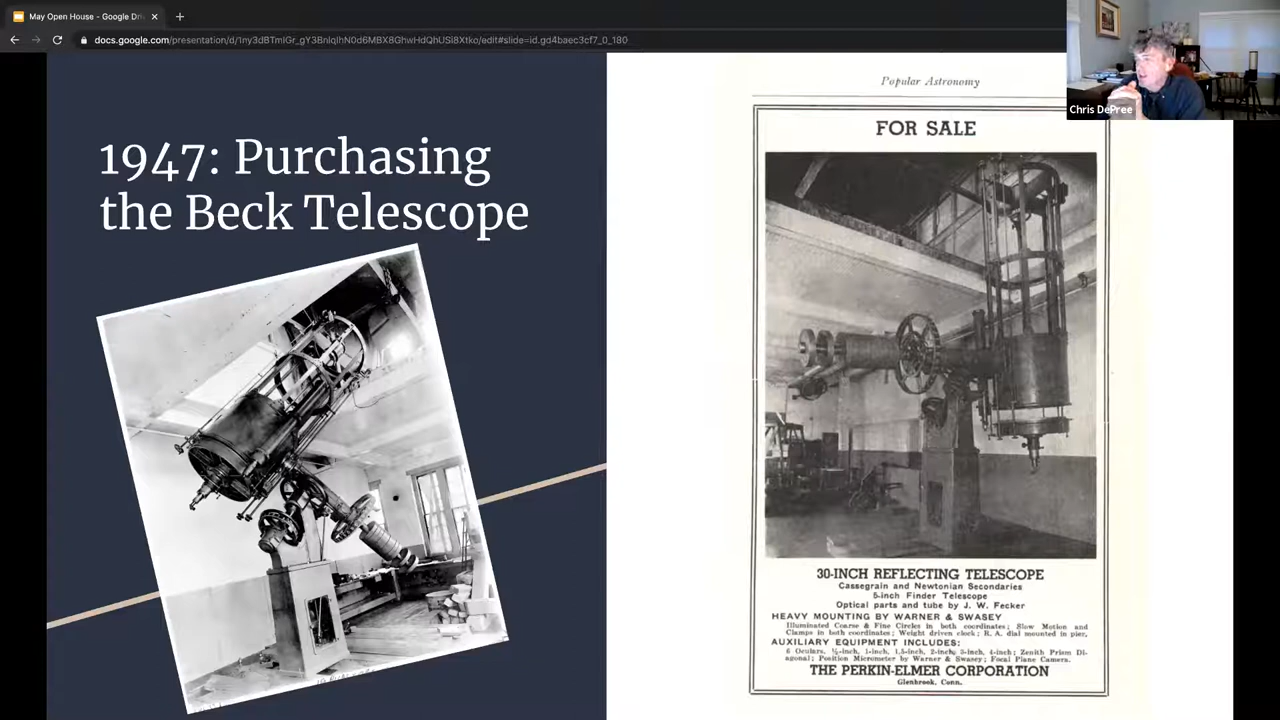 May Open House - Google Dri
docs.google.com/presentation/d/1ny3dBTmIGr_gY3BnIqIhN0d6MBX8GhwHdQhUSi8Xtko/edit#slide=id.gd4baec3cf7_0_180
Chris DePree
1947: Purchasing
the Beck Telescope
Popular Astronomy
FOR SALE
30-INCH REFLECTING TELESCOPE
Cassegrain and Newtonian Secondaries
5-inch Finder Telescope
Optical parts and tube by J. W. Fecker
HEAVY MOUNTING BY WARNER & SWASEY
Illuminated Coarse & Fine Circles in both coordinates; Slow Motion and
Clamps in both coordinates; Weight driven clock; R. A. dial mounted in pier,
AUXILIARY EQUIPMENT INCLUDES:
6 Oculars, ½-inch, 1-inch, 1.5-inch, 2-inch, 3-inch, 4-inch; Zenith Prism Di-
agonal; Position Micrometer by Warner & Swasey; Focal Plane Camera.
THE PERKIN-ELMER CORPORATION
Glenbrook, Conn.